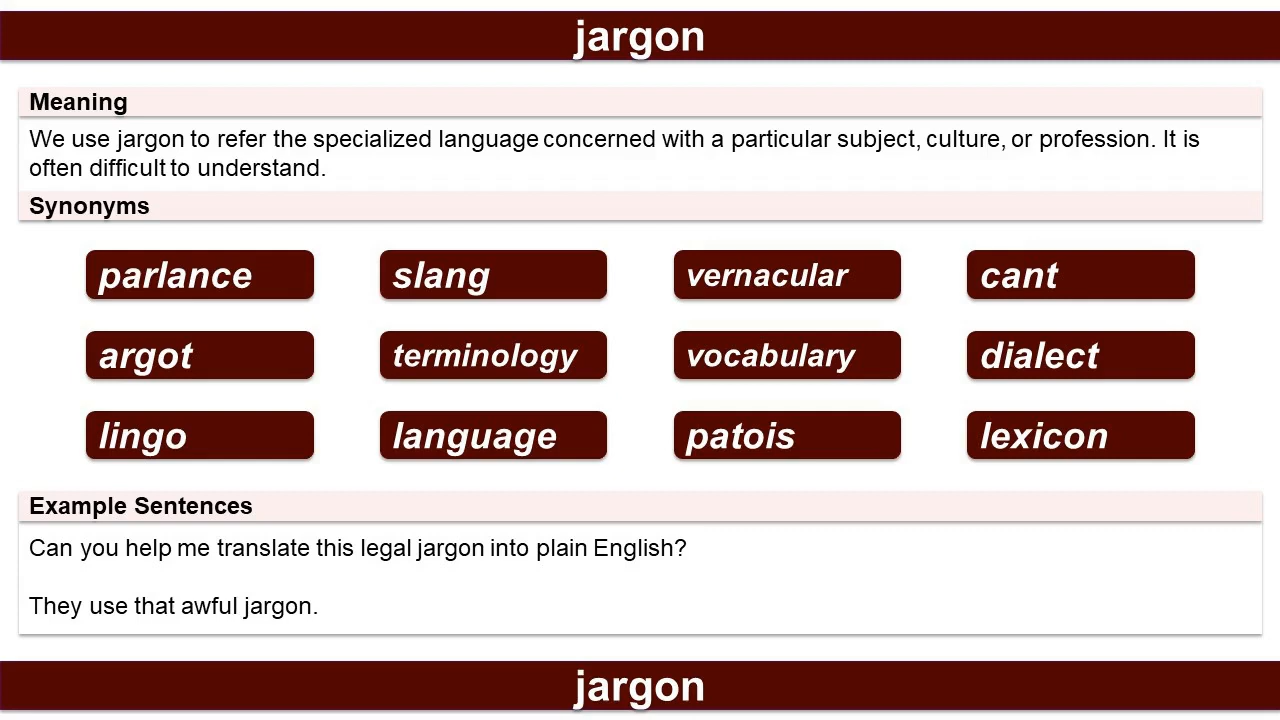 jargon
Meaning
We use jargon to refer the specialized language concerned with a particular subject, culture, or profession. It is
often difficult to understand.
Synonyms
parlance slang vernacular cant
argot terminology vocabulary dialect
lingo language patois lexicon
Example Sentences
Can you help me translate this legal jargon into plain English?
They use that awful jargon.
jargon